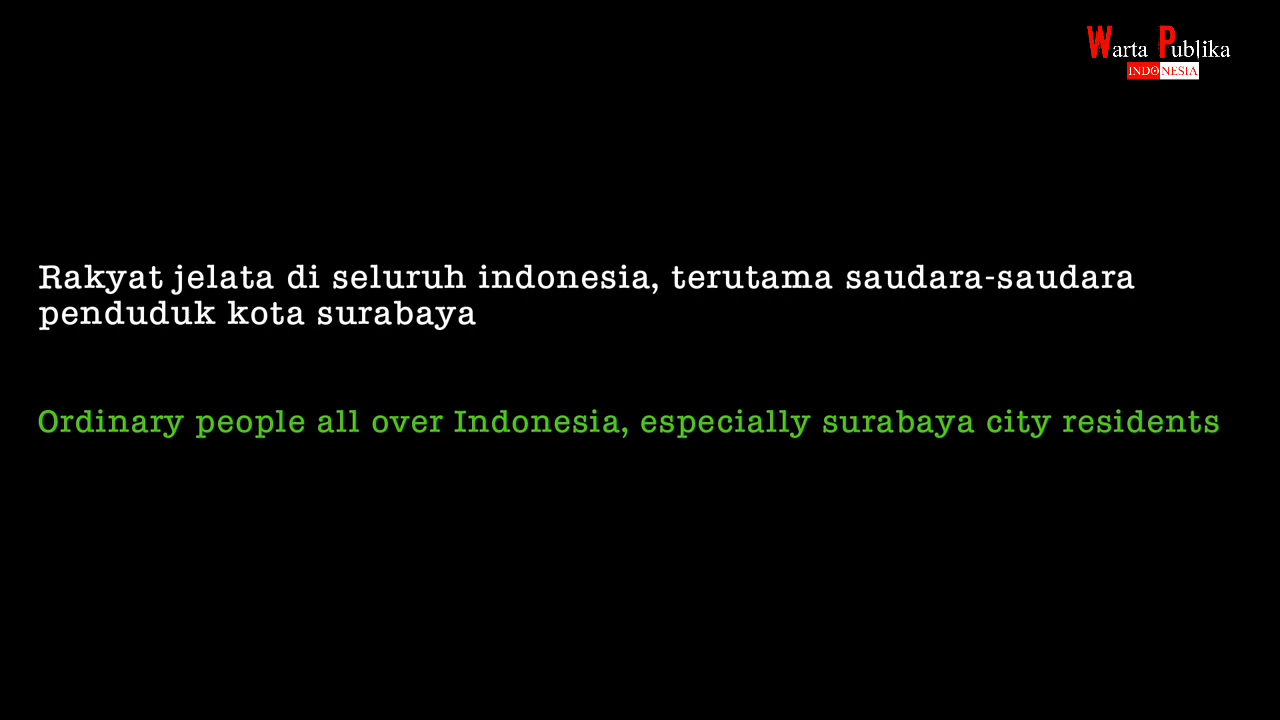 Warta Publika
INDONESIA
Rakyat jelata di seluruh indonesia, terutama saudara-saudara
penduduk kota surabaya
Ordinary people all over Indonesia, especially surabaya city residents